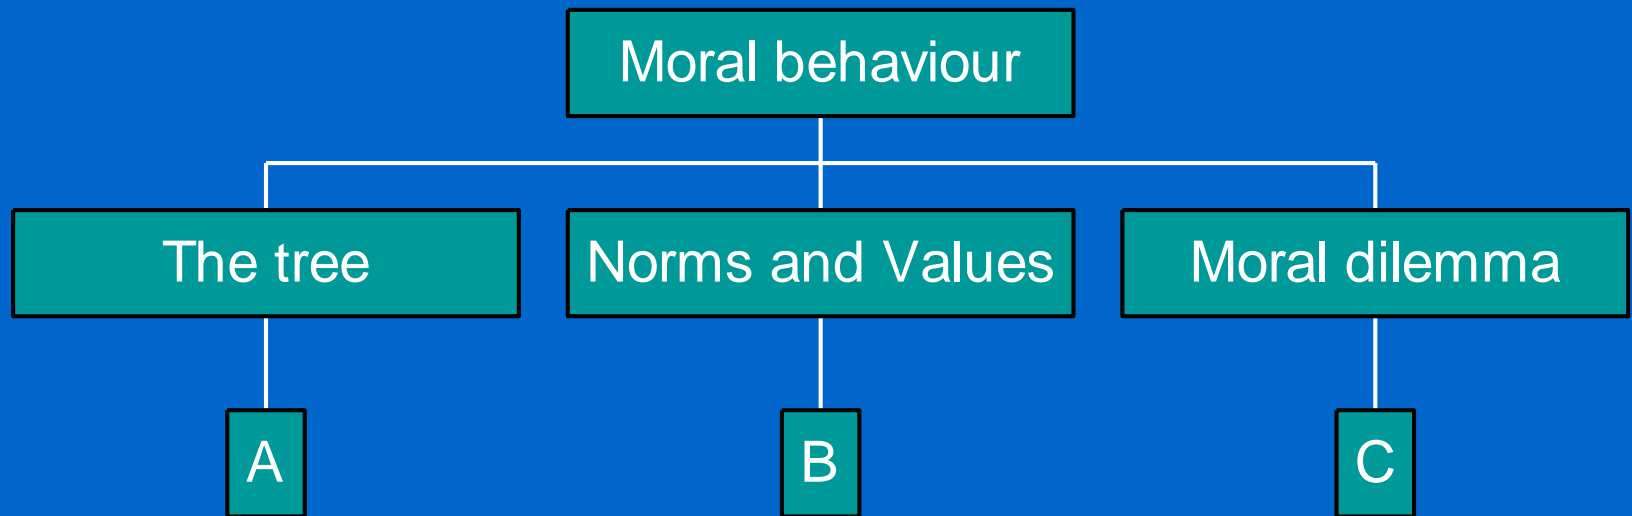 Moral behaviour
The tree
Norms and Values
Moral dilemma
A
B
C